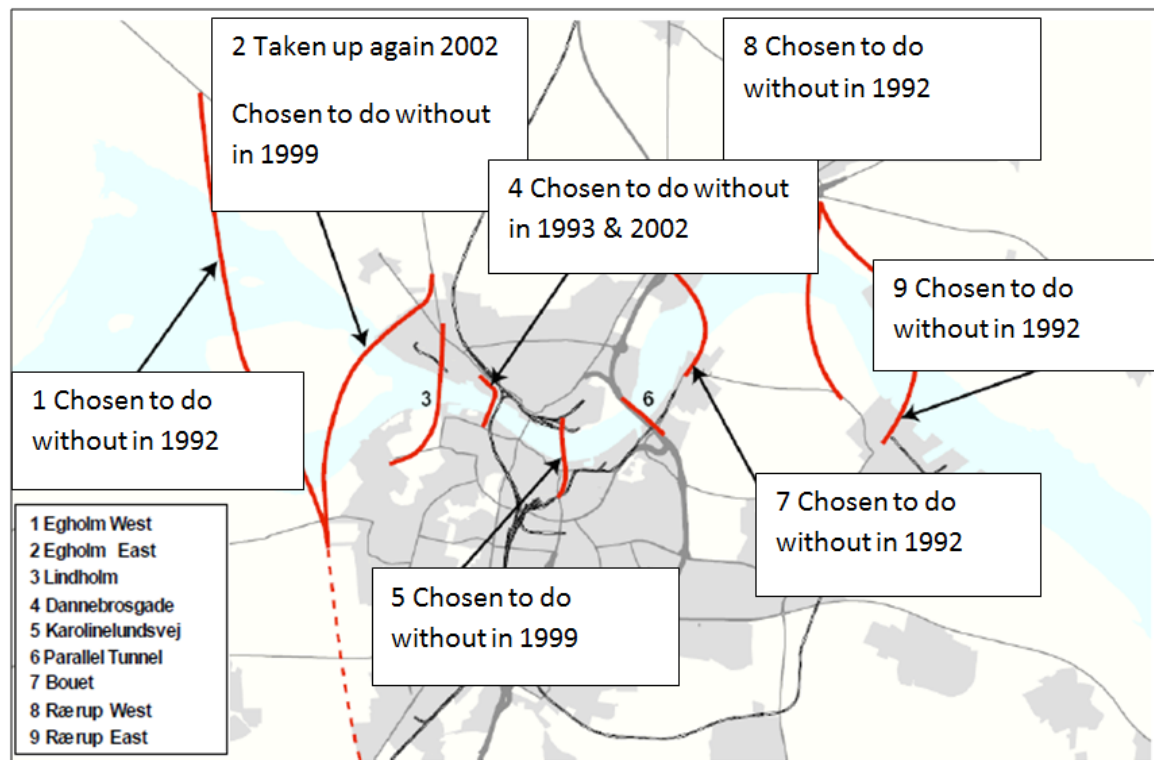 2 Taken up again 2002
Chosen to do without
in 1999
8 Chosen to do
without in 1992
4 Chosen to do without
in 1993 & 2002
9 Chosen to do
without in 1992
1 Chosen to do
without in 1992
3
6
7 Chosen to do
without in 1992
5 Chosen to do
without in 1999
1 Egholm West
2 Egholm East
3 Lindholm
4 Dannebrosgade
5 Karolinelundsvej
6 Parallel Tunnel
7 Bouet
8 Rærup West
9 Rærup East